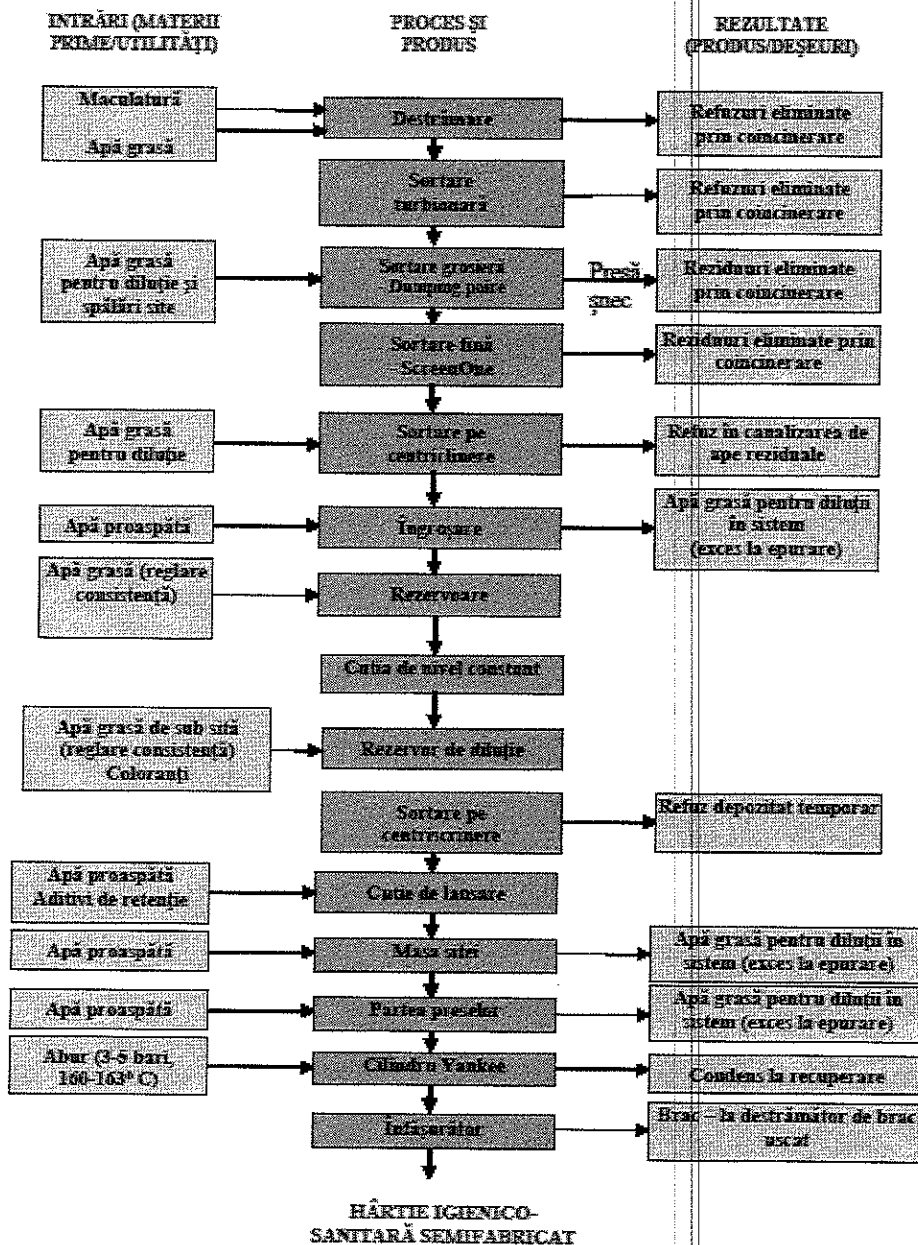 INTRĂRI (MATERII
PRIME/UTILITĂȚI)
PROCES ȘI
PRODUS
REZULTATE
(PRODUS/DEȘEURI)
Maculatură
Apă grasă
Destrămare
Refuzuri eliminate
prin coincinerare
Sortare
turbionară
Refuzuri eliminate
prin coincinerare
Apă grasă
pentru diluție și
spălări site
Sortare grosieră
Dumping poire
Presă
șnec
Reziduuri eliminate
prin coincinerare
Sortare fină
ScreenOne
Reziduuri eliminate prin
coincinerare
Apă grasă
pentru diluție
Sortare pe
centriclinere
Refuz în canalizarea de
ape reziduale
Apă proaspătă
Îngroșare
Apă grasă pentru diluții
în sistem
(exces la epurare)
Apă grasă (reglare
consistență)
Rezervoare
Cutia de nivel constant
Apă grasă de sub sită
(reglare consistență)
Coloranți
Rezervor de diluție
Sortare pe
centriscrinere
Refuz depozitat temporar
Apă proaspătă
Aditivi de retenție
Cutie de lansare
Apă proaspătă
Masa sitei
Apă grasă pentru diluții în
sistem (exces la epurare)
Apă proaspătă
Partea preselor
Apă grasă pentru diluții în
sistem (exces la epurare)
Abur (3-5 bari,
160-163° C)
Cilindru Yankee
Condens la recuperare
Înfășurător
Brac – la destrămător de brac
uscat
HÂRTIE IGIENICO-
SANITARĂ SEMIFABRICAT